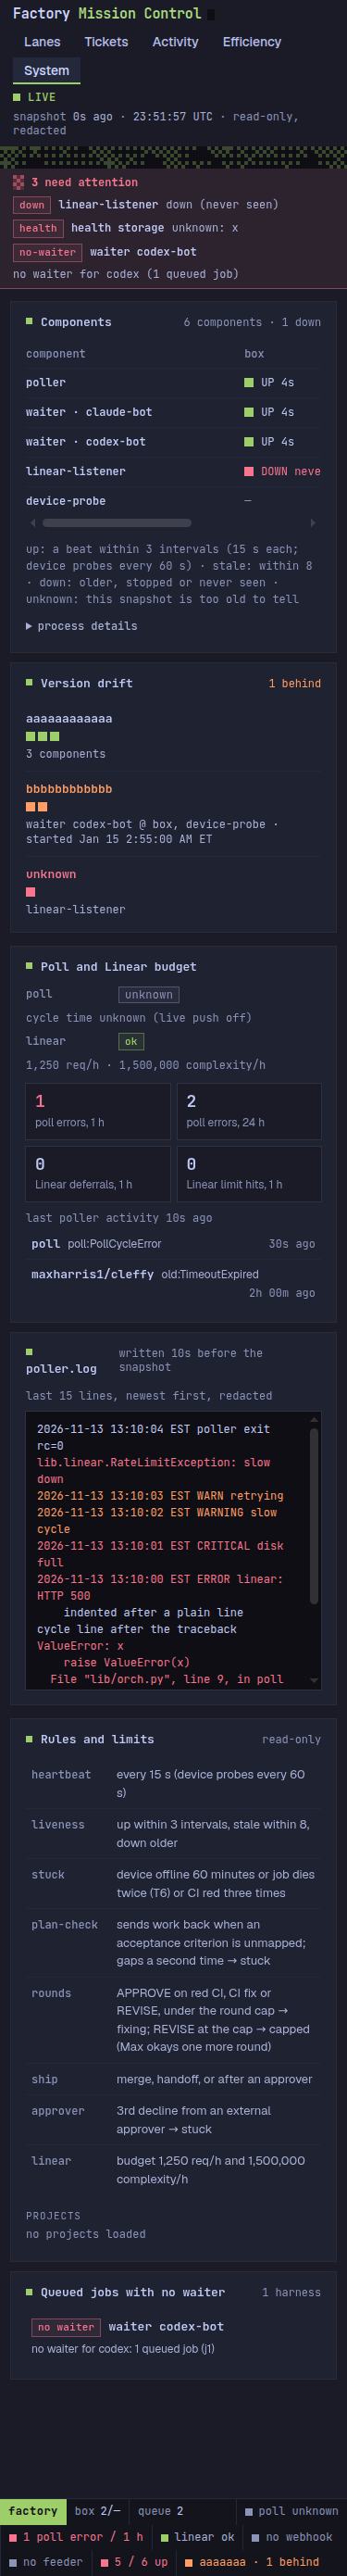 Factory Mission Control
Lanes Tickets Activity Efficiency
System
LIVE
snapshot 0s ago · 23:51:57 UTC · read-only,
redacted
3 need attention
down linear-listener down (never seen)
health health storage unknown: x
no-waiter waiter codex-bot
no waiter for codex (1 queued job)
Components 6 components · 1 down
component box
poller UP 4s
waiter · claude-bot UP 4s
waiter · codex-bot UP 4s
linear-listener DOWN neve
device-probe —
up: a beat within 3 intervals (15 s each;
device probes every 60 s) · stale: within 8
· down: older, stopped or never seen ·
unknown: this snapshot is too old to tell
process details
Version drift 1 behind
aaaaaaaaaaaa
3 components
bbbbbbbbbbbb
waiter codex-bot @ box, device-probe ·
started Jan 15 2:55:00 AM ET
unknown
linear-listener
Poll and Linear budget
poll unknown
cycle time unknown (live push off)
linear ok
1,250 req/h · 1,500,000 complexity/h
1 2
poll errors, 1 h poll errors, 24 h
0 0
Linear deferrals, 1 h Linear limit hits, 1 h
last poller activity 10s ago
poll poll:PollCycleError 30s ago
maxharris1/cleffy old:TimeoutExpired
2h 00m ago
poller.log written 10s before the
snapshot
last 15 lines, newest first, redacted
2026-11-13 13:10:04 EST poller exit
rc=0
lib.linear.RateLimitException: slow
down
2026-11-13 13:10:03 EST WARN retrying
2026-11-13 13:10:02 EST WARNING slow
cycle
2026-11-13 13:10:01 EST CRITICAL disk
full
2026-11-13 13:10:00 EST ERROR linear:
HTTP 500
indented after a plain line
cycle line after the traceback
ValueError: x
raise ValueError(x)
File "lib/orch.py", line 9, in poll
Rules and limits read-only
heartbeat every 15 s (device probes every 60
s)
liveness up within 3 intervals, stale within 8,
down older
stuck device offline 60 minutes or job dies
twice (T6) or CI red three times
plan-check sends work back when an
acceptance criterion is unmapped;
gaps a second time → stuck
rounds APPROVE on red CI, CI fix or
REVISE, under the round cap →
fixing; REVISE at the cap → capped
(Max okays one more round)
ship merge, handoff, or after an approver
approver 3rd decline from an external
approver → stuck
linear budget 1,250 req/h and 1,500,000
complexity/h
PROJECTS
no projects loaded
Queued jobs with no waiter 1 harness
no waiter waiter codex-bot
no waiter for codex: 1 queued job (j1)
factory box 2/— queue 2 poll unknown
1 poll error / 1 h linear ok no webhook
no feeder 5 / 6 up aaaaaaa · 1 behind